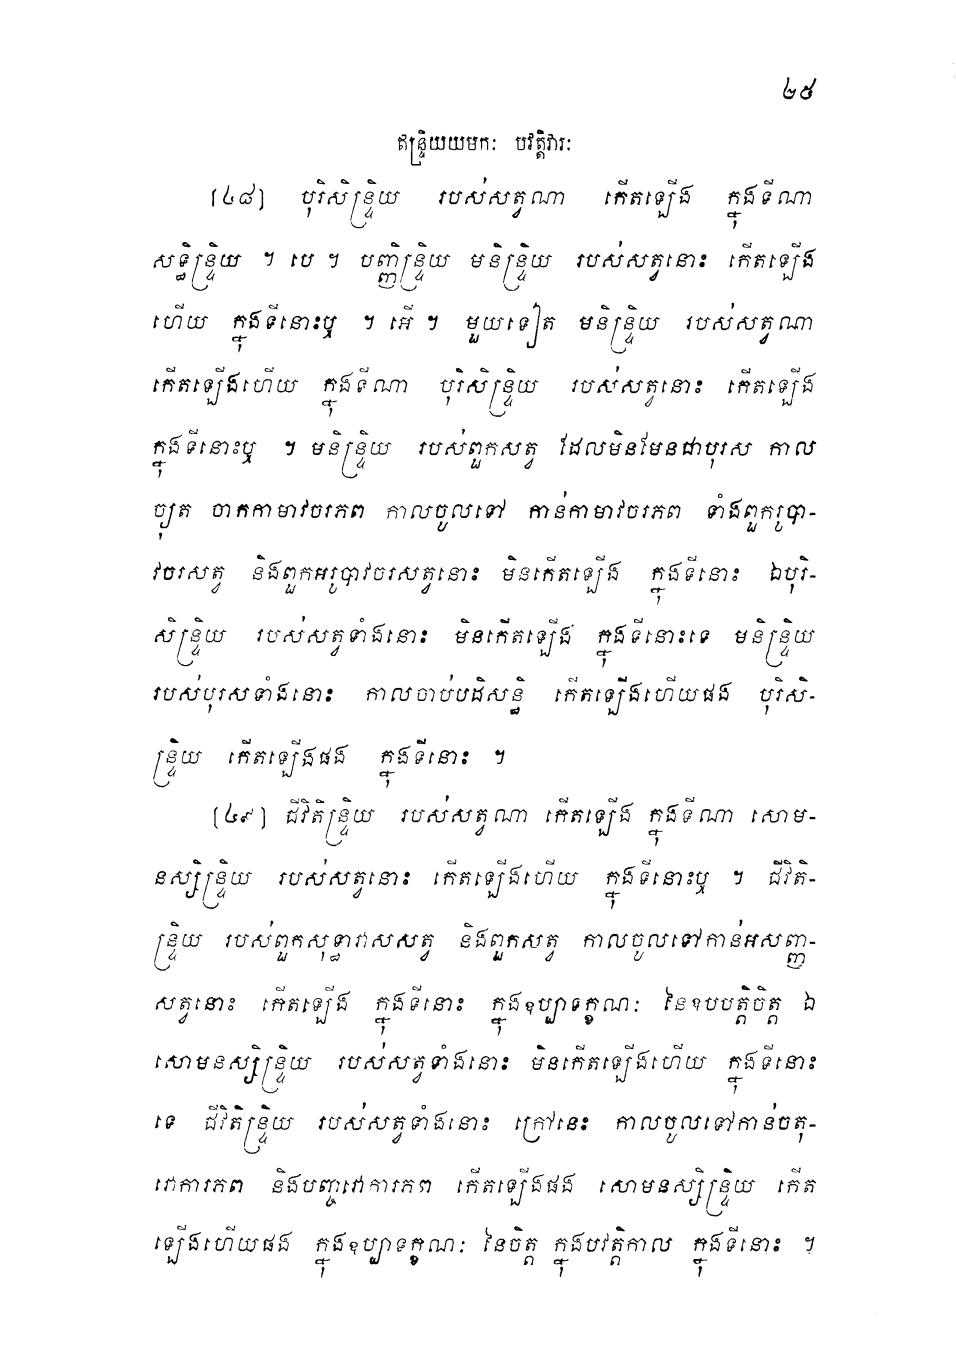 ២៥
ឥន្ទ្រិយយមកៈ បវត្តិវារៈ
[៤៨] បុរិសិន្ទ្រិយ របស់សត្វណា កើតឡើង ក្នុងទីណា
សទ្ធិន្ទ្រិយ ។ បេ ។ បញ្ញិន្ទ្រិយ មនិន្ទ្រិយ របស់សត្វនោះ កើតឡើង
ហើយ ក្នុងទីនោះឬ ។ អើ ។ មួយទៀត មនិន្ទ្រិយ របស់សត្វណា
កើតឡើងហើយ ក្នុងទីណា បុរិសិន្ទ្រិយ របស់សត្វនោះ កើតឡើង
ក្នុងទីនោះឬ ។ មនិន្ទ្រិយ របស់ពួកសត្វ ដែលមិនមែនជាបុរស កាល
ច្យុត ចាកកាមាវចរភព កាលចូលទៅ កាន់កាមាវចរភព ទាំងពួករូបា-
វចរសត្វ និងពួកអរូបាវចរសត្វនោះ មិនកើតឡើង ក្នុងទីនោះ ឯបុរិ-
សិន្ទ្រិយ របស់សត្វទាំងនោះ មិនកើតឡើង ក្នុងទីនោះទេ មនិន្ទ្រិយ
របស់បុរសទាំងនោះ កាលចាប់បដិសន្ធិ កើតឡើងហើយផង បុរិសិ-
ន្ទ្រិយ កើតឡើងផង ក្នុងទីនោះ ។
[៤៩] ជីវិតិន្ទ្រិយ របស់សត្វណា កើតឡើង ក្នុងទីណា សោម-
នស្សិន្ទ្រិយ របស់សត្វនោះ កើតឡើងហើយ ក្នុងទីនោះឬ ។ ជីវិតិ-
ន្ទ្រិយ របស់ពួកសុទ្ធាវាសសត្វ និងពួកសត្វ កាលចូលទៅកាន់អសញ្ញ-
សត្វនោះ កើតឡើង ក្នុងទីនោះ ក្នុងឧប្បាទក្ខណៈ នៃឧបបត្តិចិត្ត ឯ
សោមនស្សិន្ទ្រិយ របស់សត្វទាំងនោះ មិនកើតឡើងហើយ ក្នុងទីនោះ
ទេ ជីវិតិន្ទ្រិយ របស់សត្វទាំងនោះ ក្រៅនេះ កាលចូលទៅកាន់ចតុ-
វោការភព និងបញ្ចវោការភព កើតឡើងផង សោមនស្សិន្ទ្រិយ កើត
ឡើងហើយផង ក្នុងឧប្បាទក្ខណៈ នៃចិត្ត ក្នុងបវត្តិកាល ក្នុងទីនោះ ។